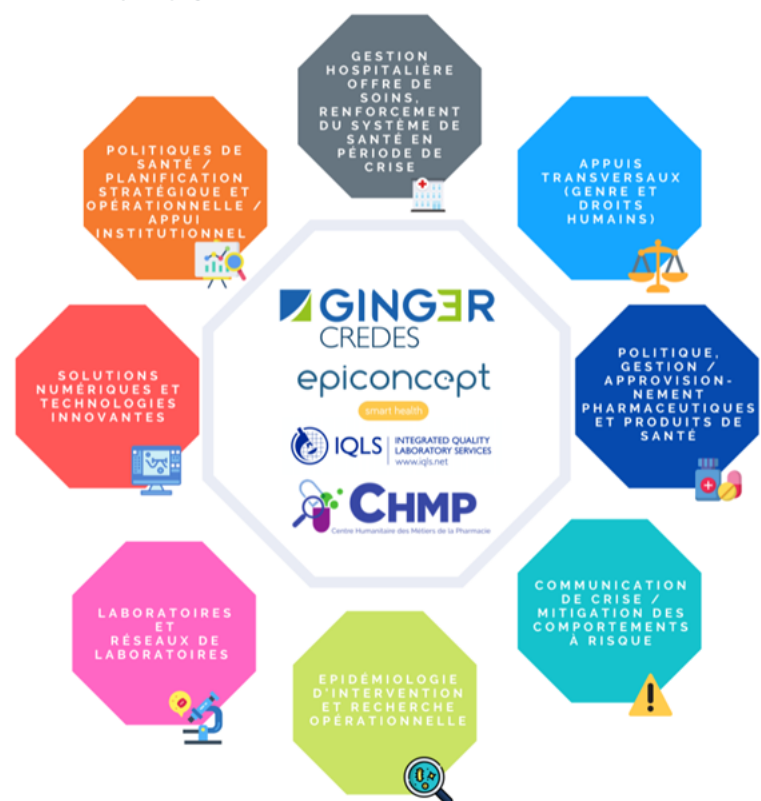 GESTION
HOSPITALIÈRE
OFFRE DE
SOINS,
RENFORCEMENT
DU SYSTÈME DE
SANTÉ EN
PÉRIODE DE
CRISE
POLITIQUES DE
SANTÉ /
PLANIFICATION
STRATÉGIQUE ET
OPÉRATIONNELLE /
APPUI
INSTITUTIONNEL
APPUIS
TRANSVERSAUX
(GENRE ET
DROITS
HUMAINS)
GINGER
CREDES
epiconcept
smart health
IQLS
INTEGRATED QUALITY
LABORATORY SERVICES
www.iqls.net
CHMP
Centre Humanitaire des Métiers de la Pharmacie
SOLUTIONS
NUMÉRIQUES ET
TECHNOLOGIES
INNOVANTES
POLITIQUE,
GESTION /
APPROVISION-
NEMENT
PHARMACEUTIQUES
ET PRODUITS DE
SANTÉ
LABORATOIRES
ET
RÉSEAUX DE
LABORATOIRES
COMMUNICATION
DE CRISE /
MITIGATION DES
COMPORTEMENTS
À RISQUE
EPIDÉMIOLOGIE
D'INTERVENTION
ET RECHERCHE
OPÉRATIONNELLE